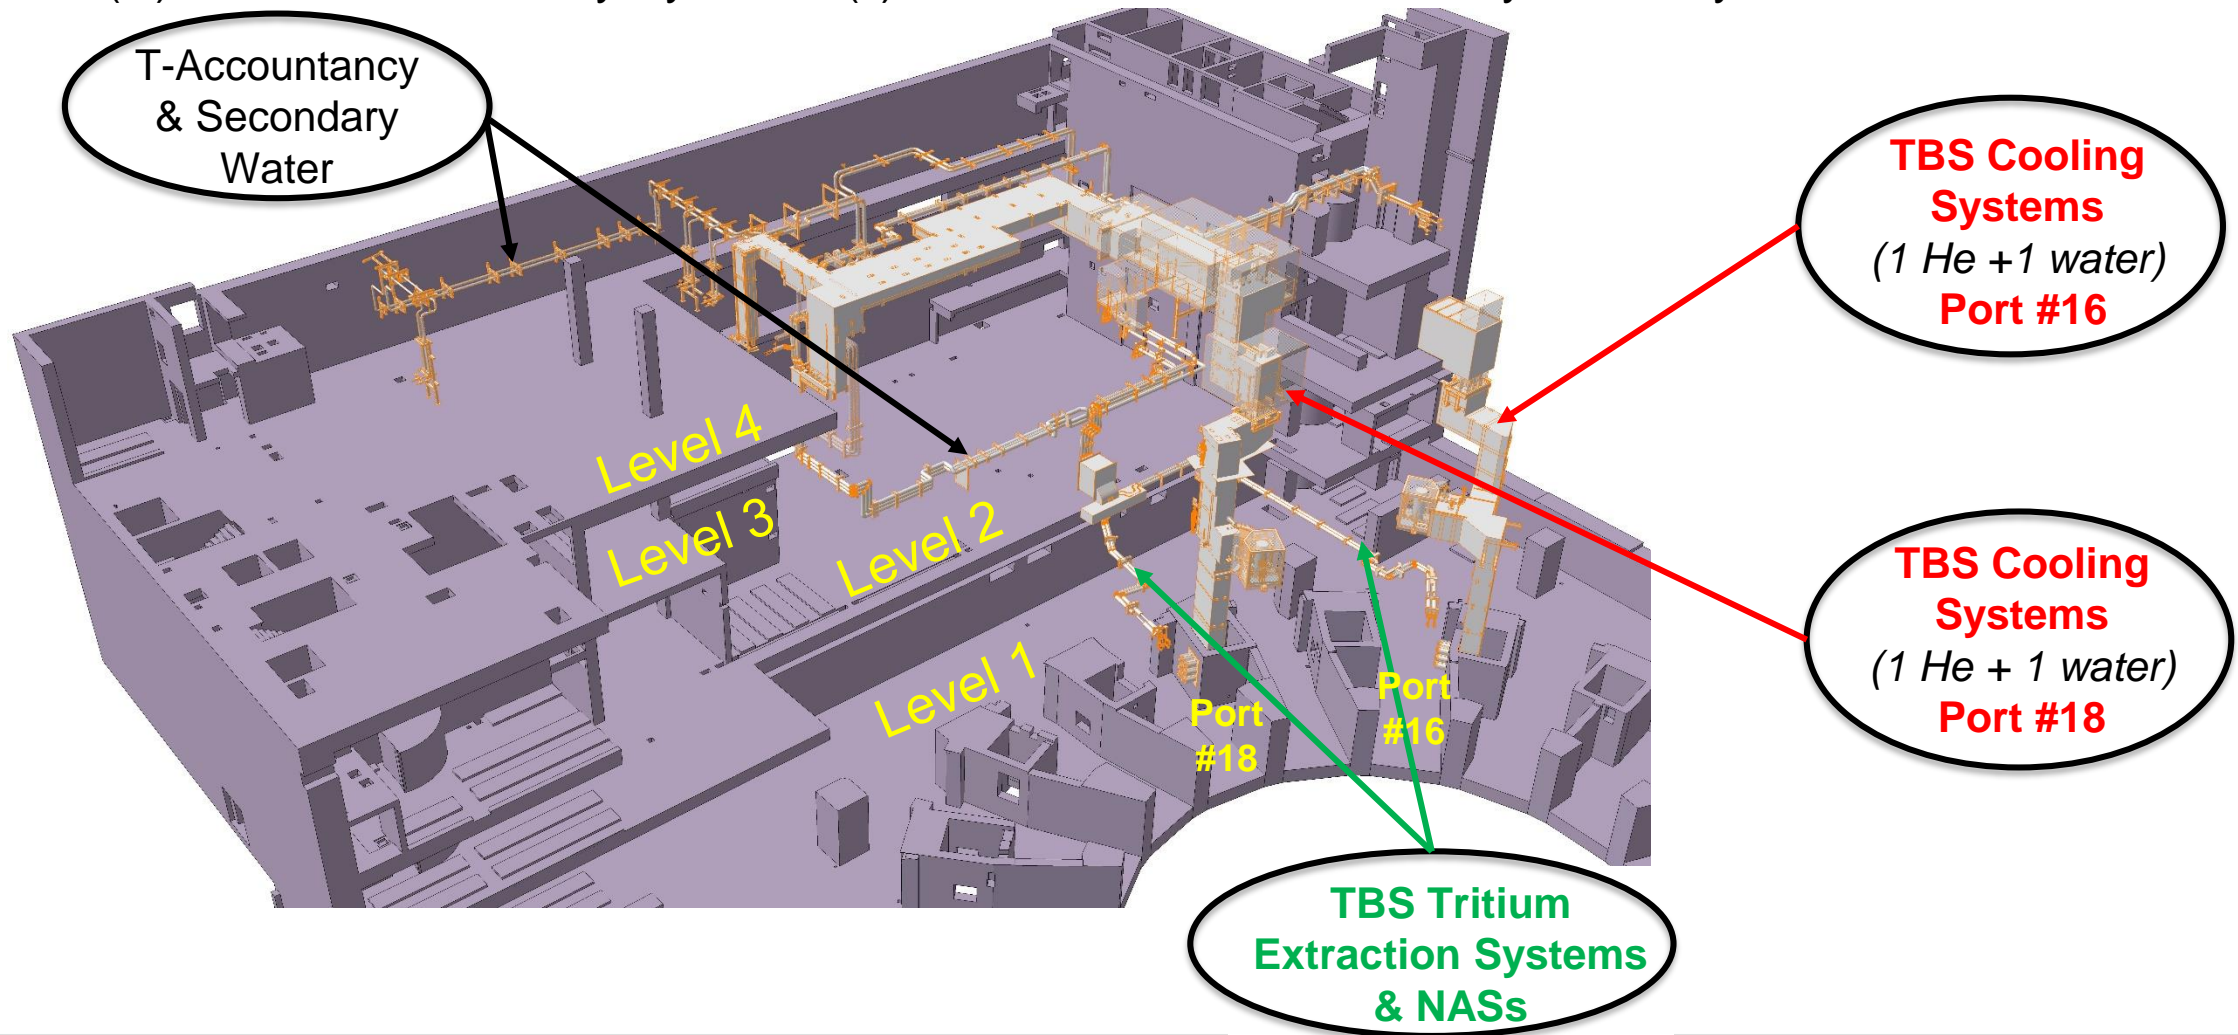 T-Accountancy
& Secondary
Water
TBS Cooling
Systems
(1 He +1 water)
Port #16
Level 4
Level 3
Level 2
Level 1
TBS Cooling
Systems
(1 He + 1 water)
Port #18
Port
#18
Port
#16
TBS Tritium
Extraction Systems
& NASs